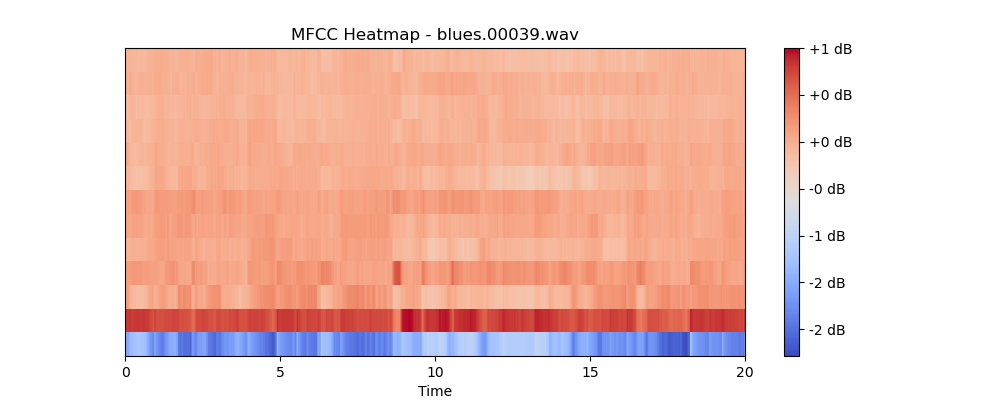 MFCC Heatmap - blues.00039.wav
+1 dB
+0 dB
+0 dB
-0 dB
-1 dB
-2 dB
-2 dB
0 5 10 15 20
Time